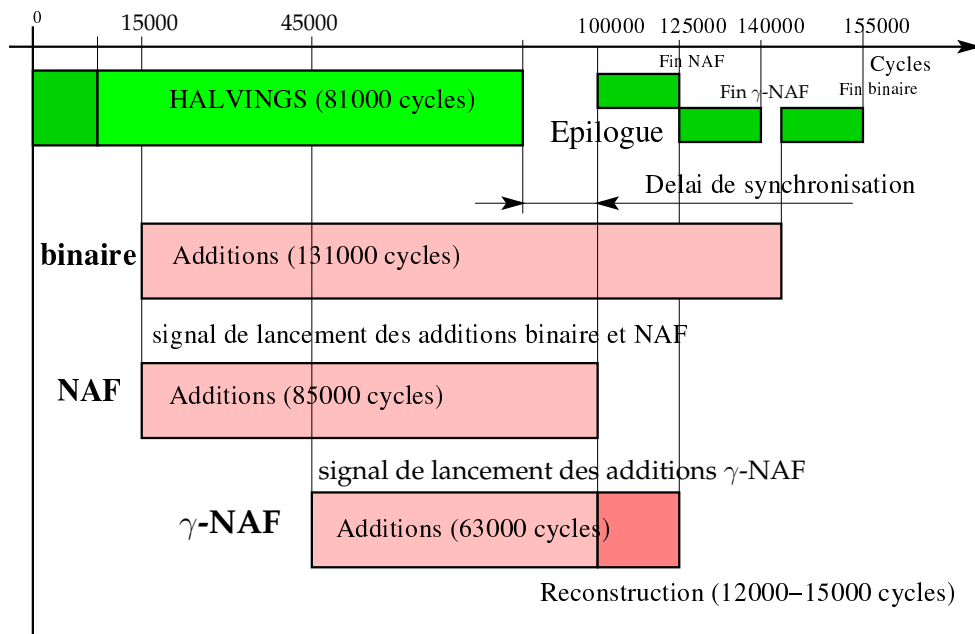 0 15000 45000 100000 125000 140000 155000
Cycles
Fin NAF
Fin γ-NAF
Fin binaire
HALVINGS (81000 cycles)
Epilogue
Delai de synchronisation
binaire
Additions (131000 cycles)
signal de lancement des additions binaire et NAF
NAF
Additions (85000 cycles)
signal de lancement des additions γ-NAF
γ-NAF
Additions (63000 cycles)
Reconstruction (12000–15000 cycles)